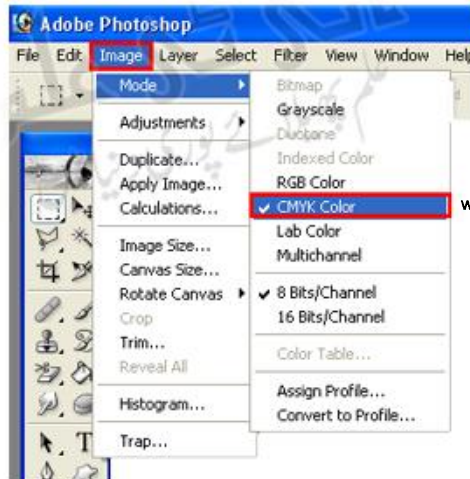 Adobe Photoshop
File Edit Image Layer Select Filter View Window Help
Mode
Adjustments
Duplicate...
Apply Image...
Calculations...
Image Size...
Canvas Size...
Rotate Canvas
Crop
Trim...
Reveal All
Histogram...
Trap...
Bitmap
Grayscale
Duotone
Indexed Color
RGB Color
CMYK Color
Lab Color
Multichannel
8 Bits/Channel
16 Bits/Channel
Color Table...
Assign Profile...
Convert to Profile...